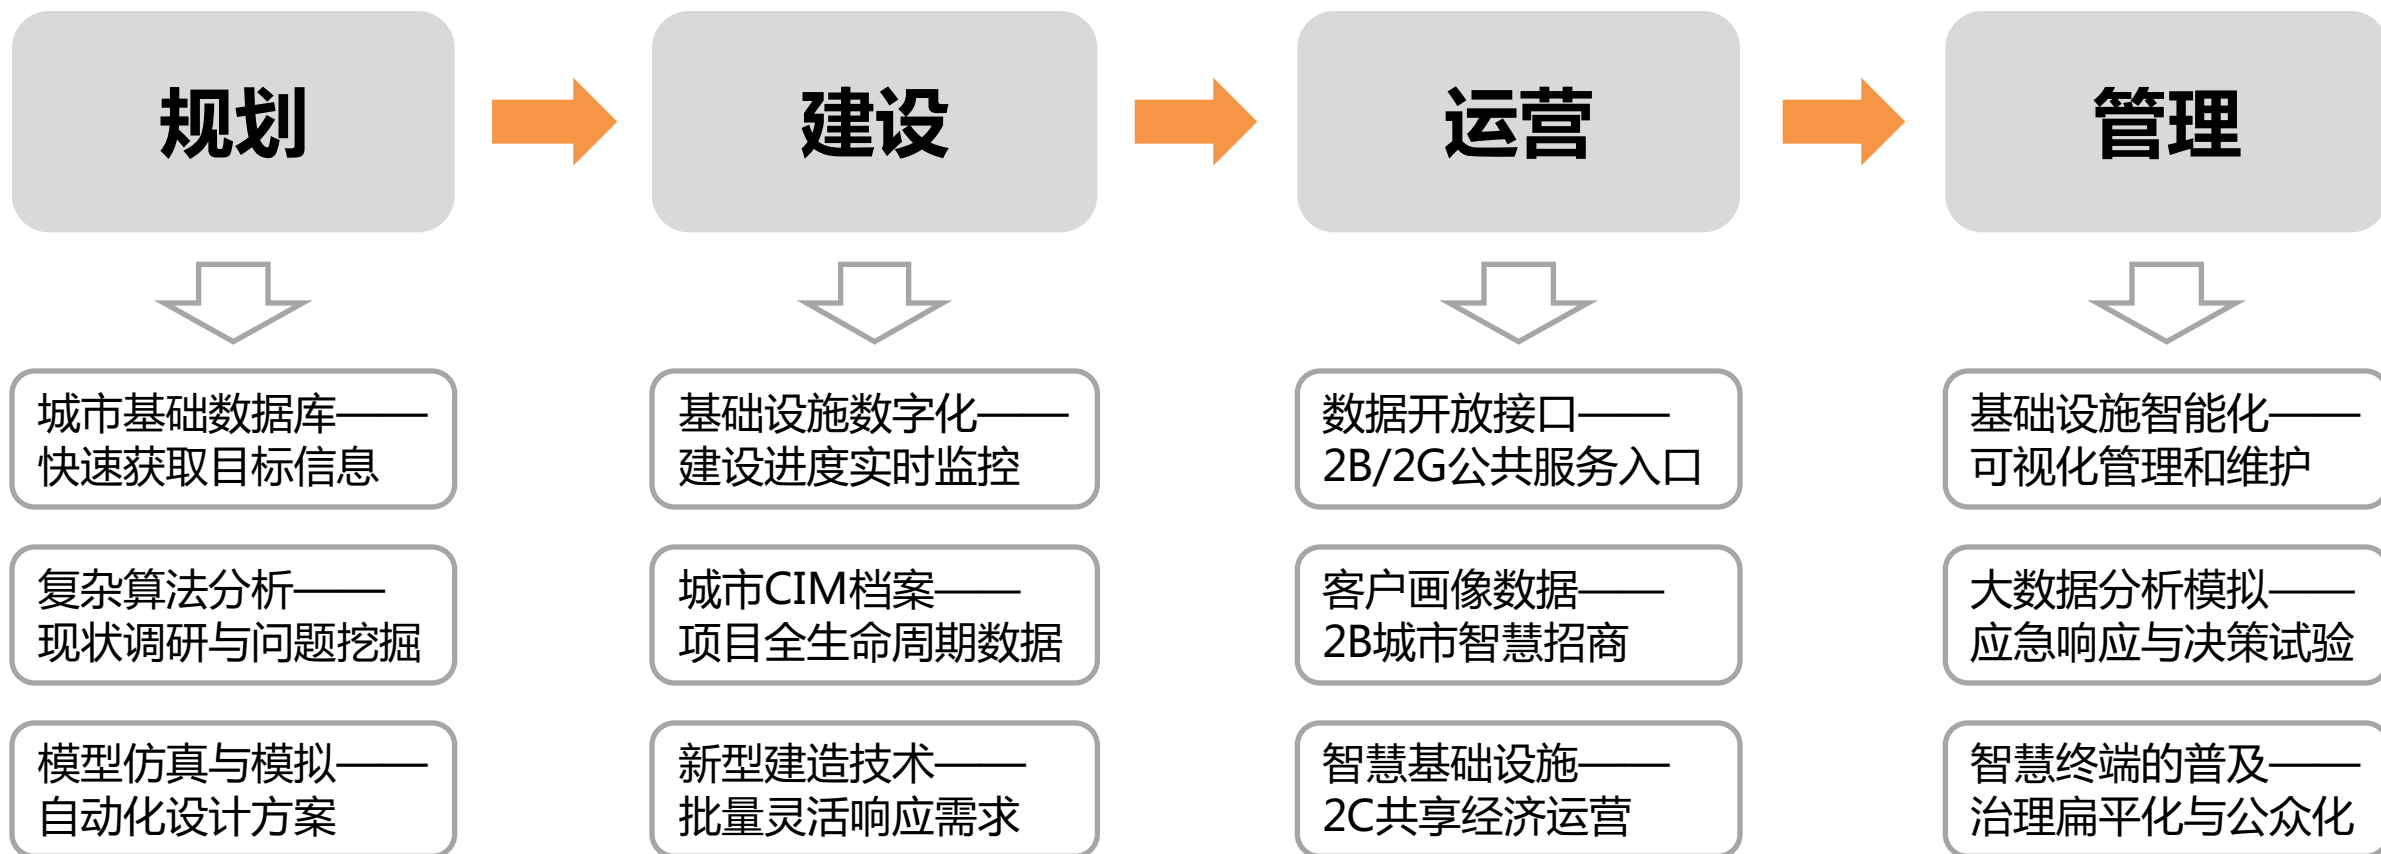 规划
建设
运营
管理
城市基础数据库——
快速获取目标信息
基础设施数字化——
建设进度实时监控
数据开放接口——
2B/2G公共服务入口
基础设施智能化——
可视化管理和维护
复杂算法分析——
现状调研与问题挖掘
城市CIM档案——
项目全生命周期数据
客户画像数据——
2B城市智慧招商
大数据分析模拟——
应急响应与决策试验
模型仿真与模拟——
自动化设计方案
新型建造技术——
批量灵活响应需求
智慧基础设施——
2C共享经济运营
智慧终端的普及——
治理扁平化与公众化